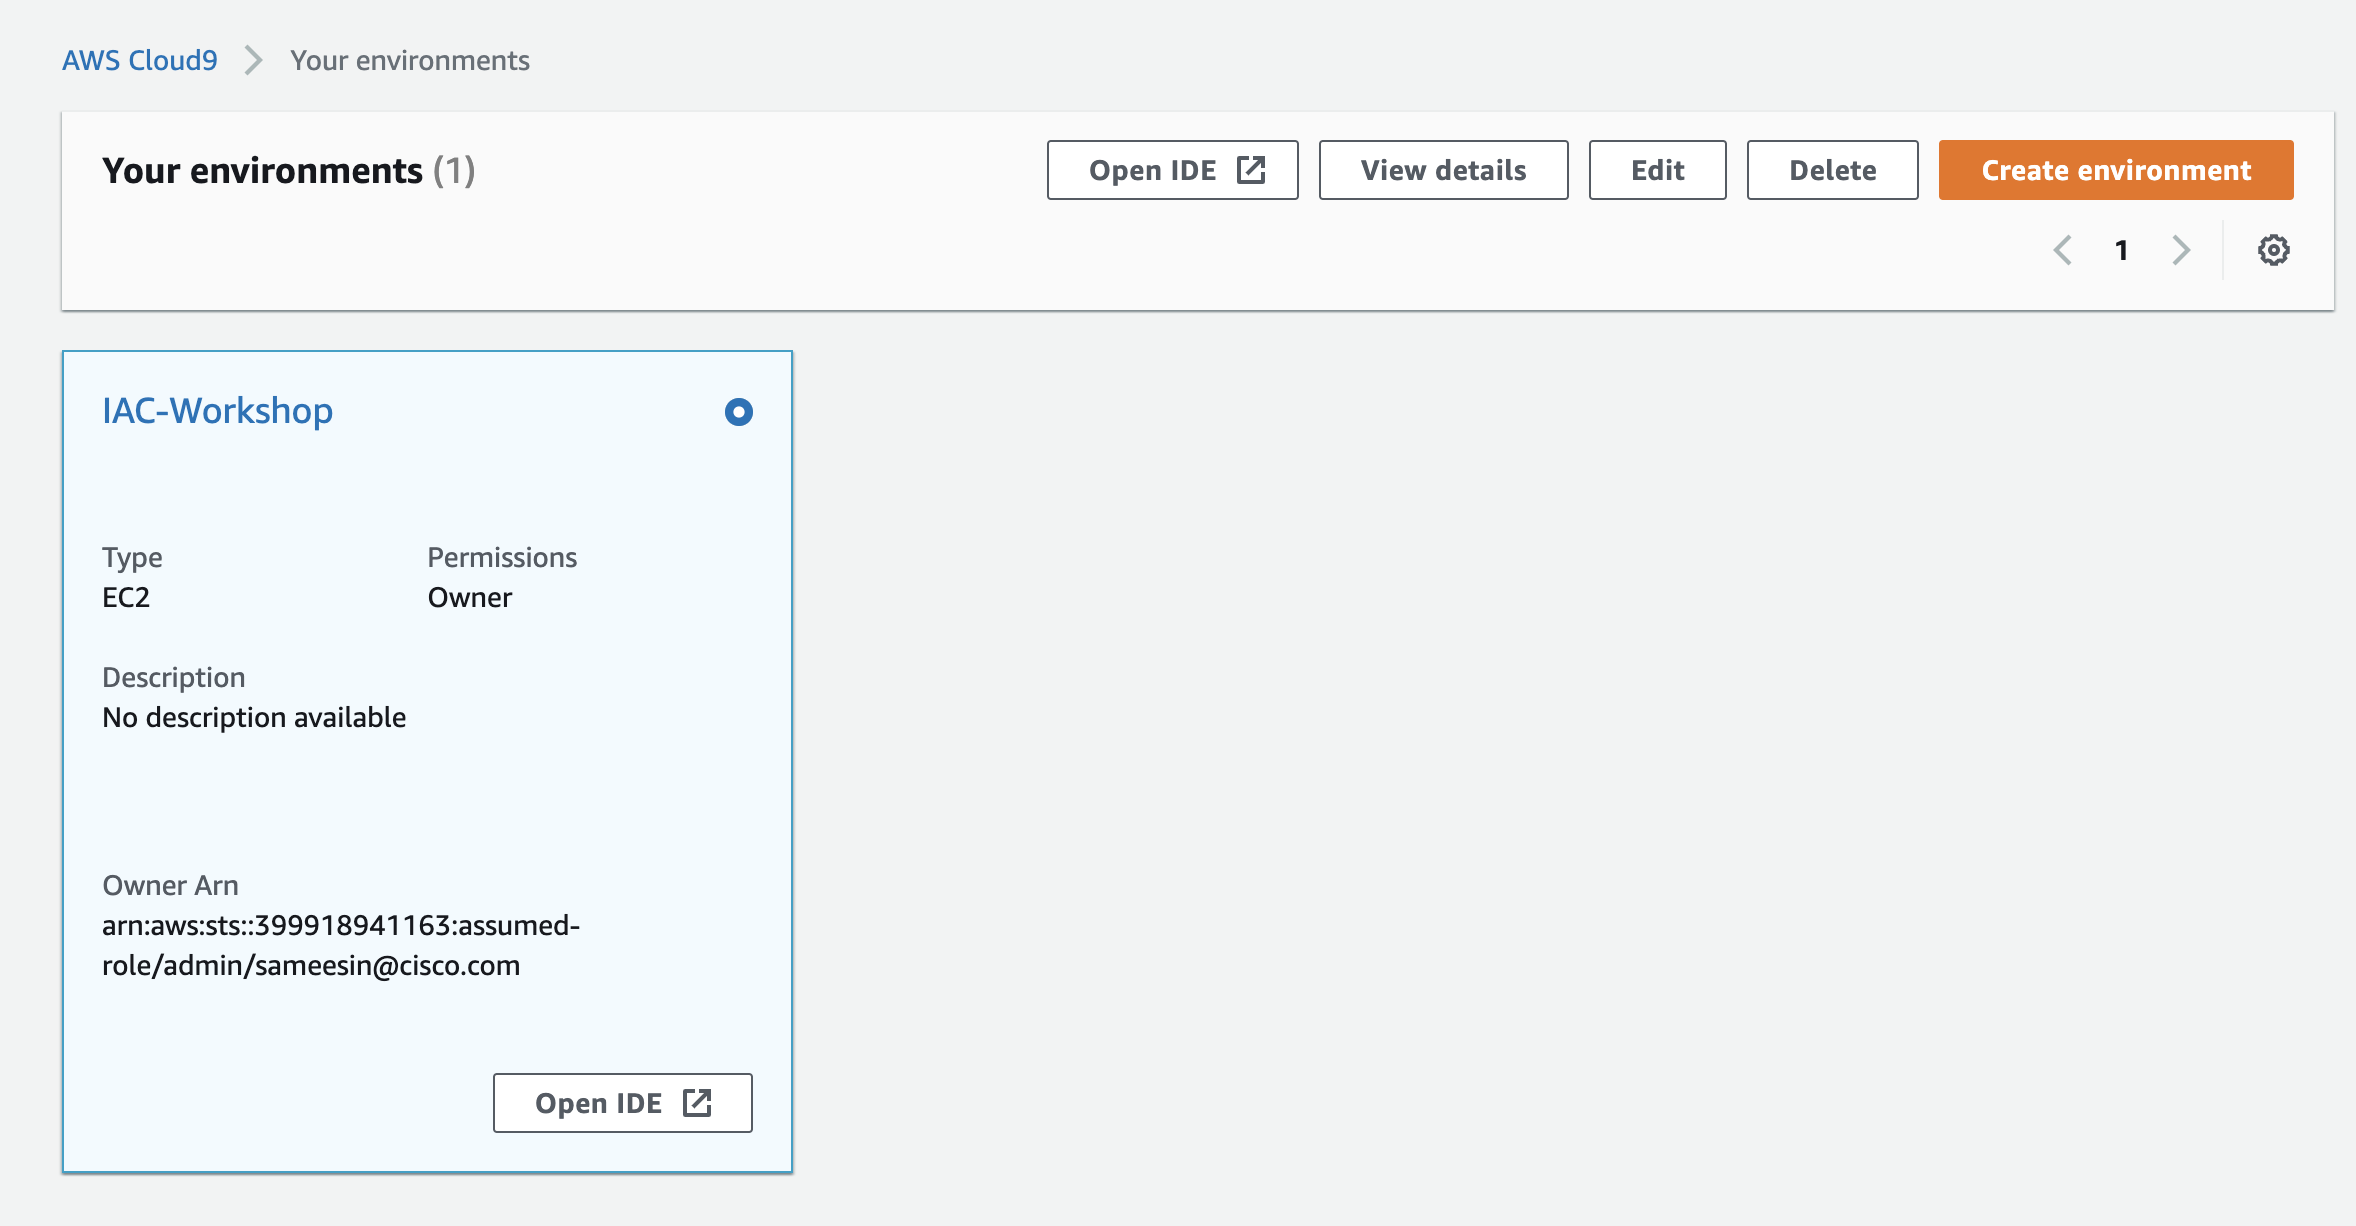 AWS Cloud9 Your environments
Your environments (1)
Open IDE View details Edit Delete Create environment
1
IAC-Workshop
Type Permissions
EC2 Owner
Description
No description available
Owner Arn
arn:aws:sts::399918941163:assumed-
role/admin/sameesin@cisco.com
Open IDE